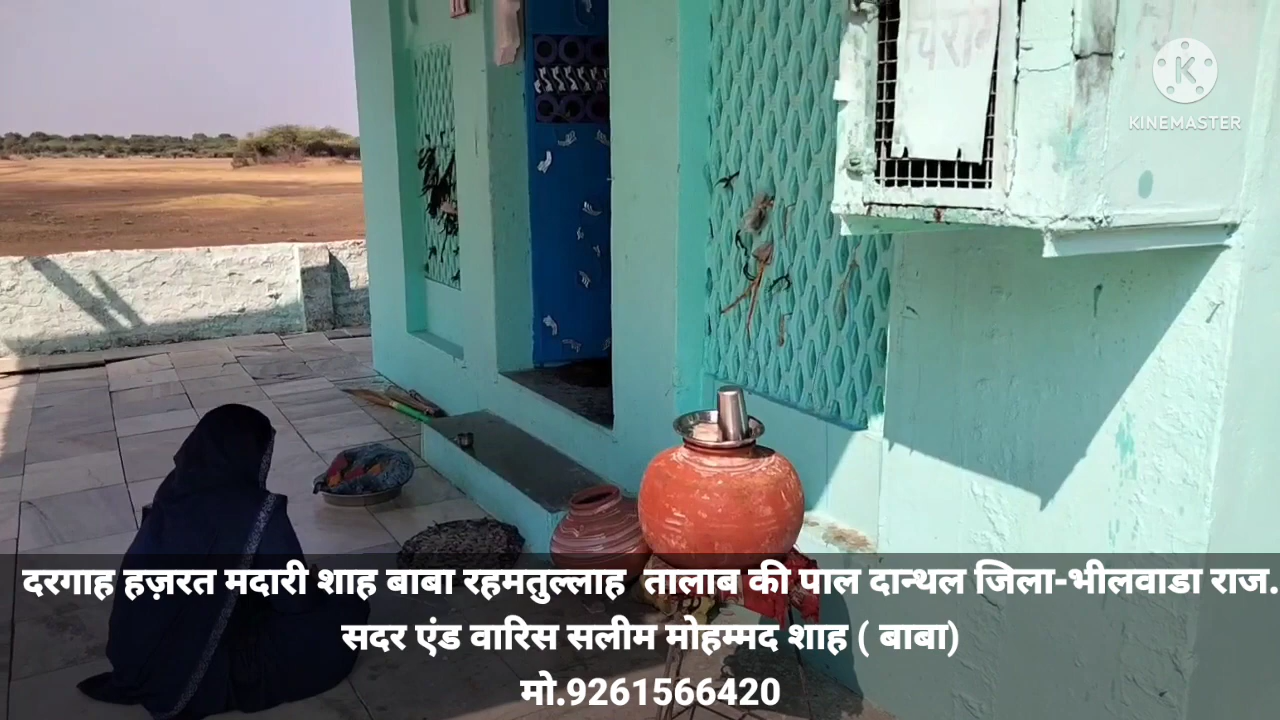 चिराग
KINEMASTER
दरगाह हज़रत मदारी शाह बाबा रहमतुल्लाह तालाब की पाल दान्थल जिला-भीलवाडा राज.
सदर एंड वारिस सलीम मोहम्मद शाह ( बाबा)
मो.9261566420